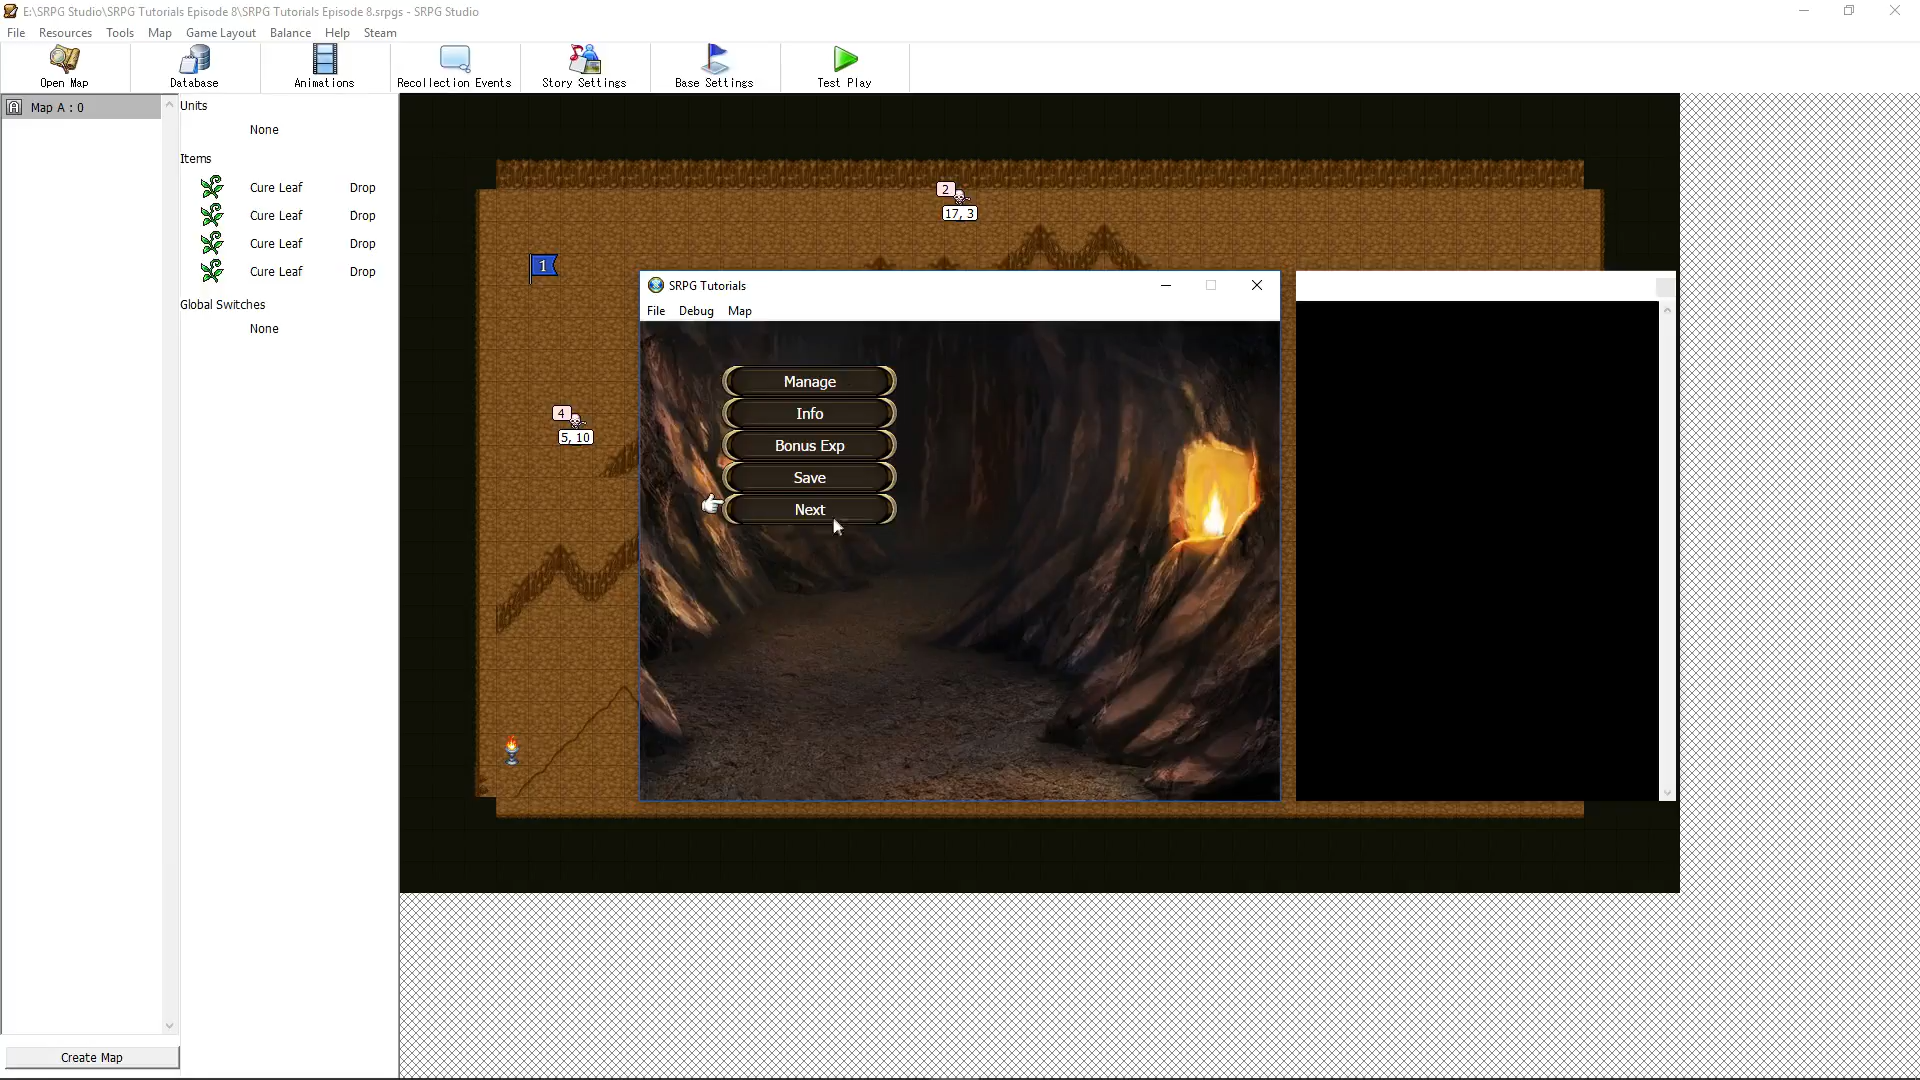 E:\SRPG Studio\SRPG Tutorials Episode 8\SRPG Tutorials Episode 8.srpgs - SRPG Studio
File Resources Tools Map Game Layout Balance Help Steam
Open Map Database Animations Recollection Events Story Settings Base Settings Test Play
Map A : 0
Units
None
Items
Cure Leaf Drop
Cure Leaf Drop
Cure Leaf Drop
Cure Leaf Drop
Global Switches
None
2
17, 3
1
4
5, 10
SRPG Tutorials
File Debug Map
Manage
Info
Bonus Exp
Save
Next
Create Map